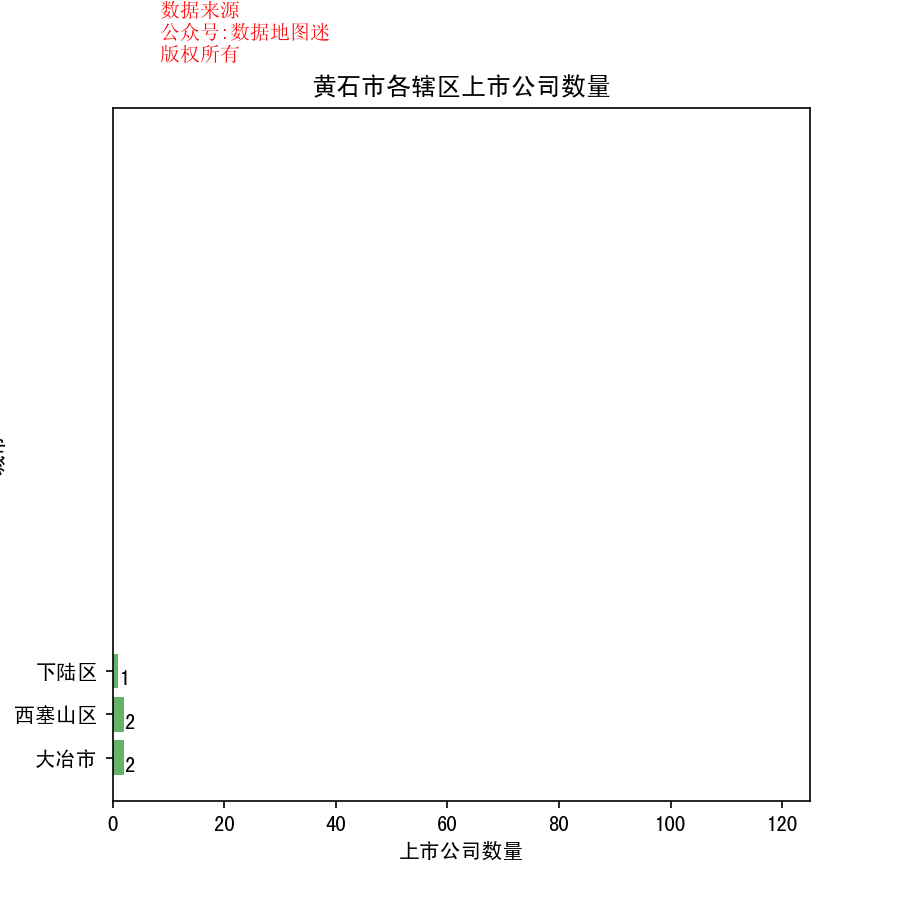 数据来源
公众号:数据地图迷
版权所有
黄石市各辖区上市公司数量
下陆区 1
西塞山区 2
大冶市 2
0 20 40 60 80 100 120
上市公司数量